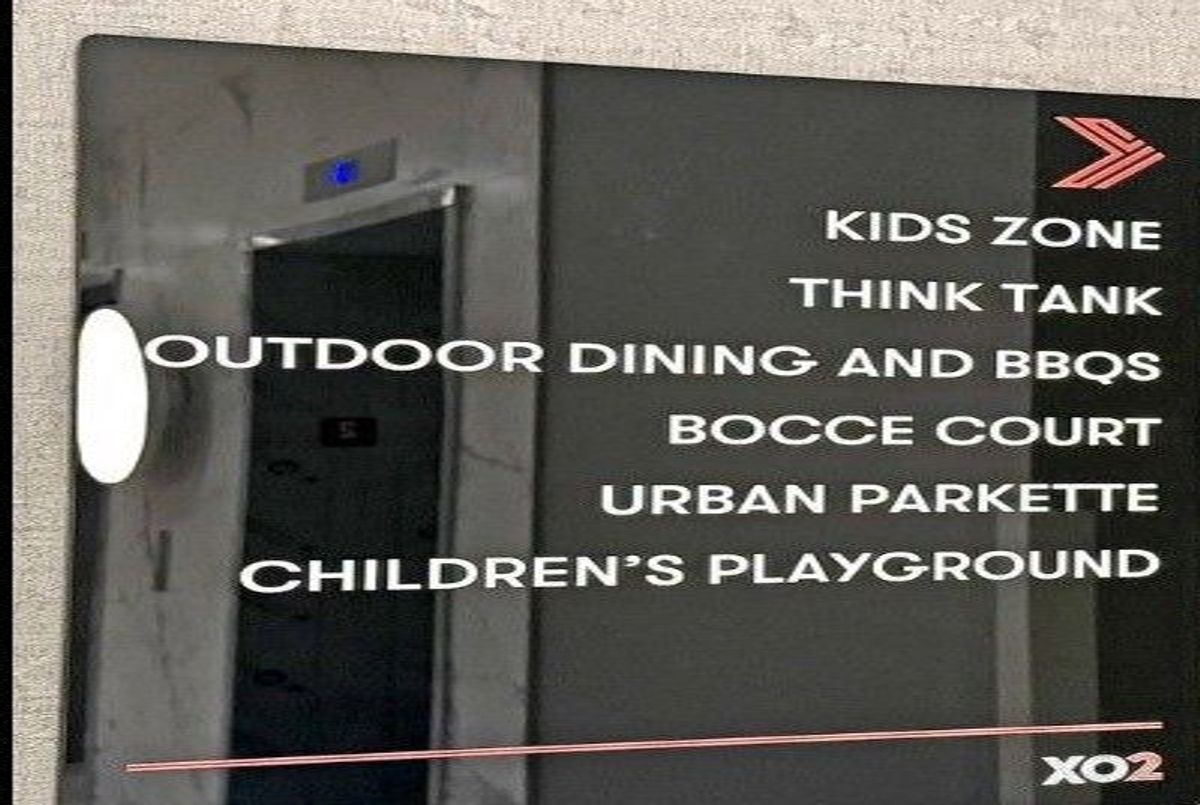 KIDS ZONE
THINK TANK
OUTDOOR DINING AND BBQS
BOCCE COURT
URBAN PARKETTE
CHILDREN'S PLAYGROUND
XO2